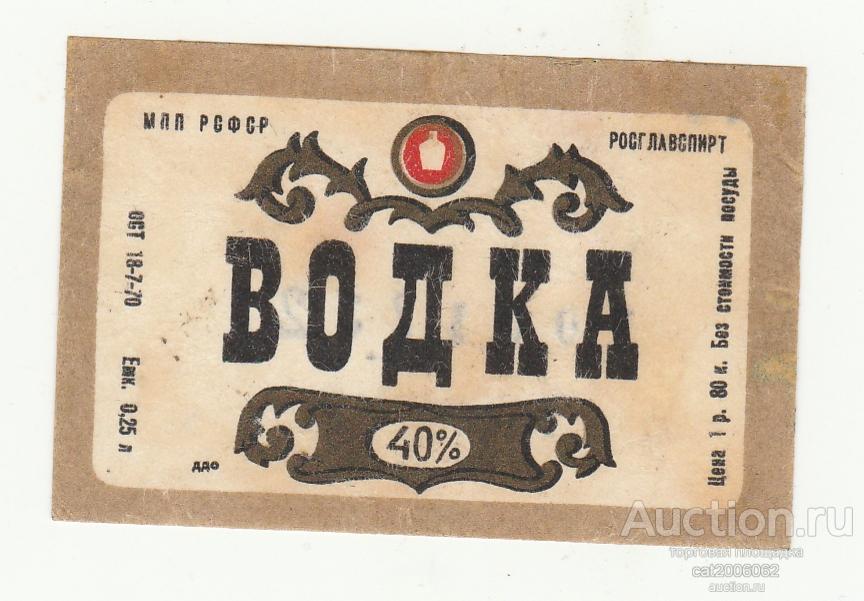 МПП РСФСР
РОСГЛАВСПИРТ
ОСТ 18-7-70 Емк. 0,25 л
ВОДКА
40%
ДДО
Цена 1 р. 80 к. Без стоимости посуды
Auction.ru
торговая площадка
cat2006062
auction.ru